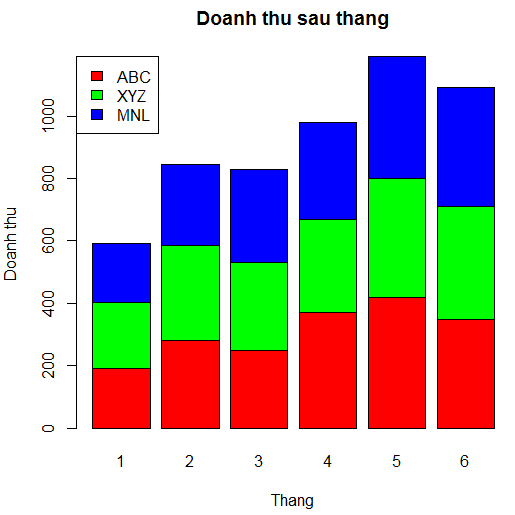 Doanh thu sau thang
ABC
XYZ
MNL
Doanh thu
0
200
400
600
800
1000
1 2 3 4 5 6
Thang